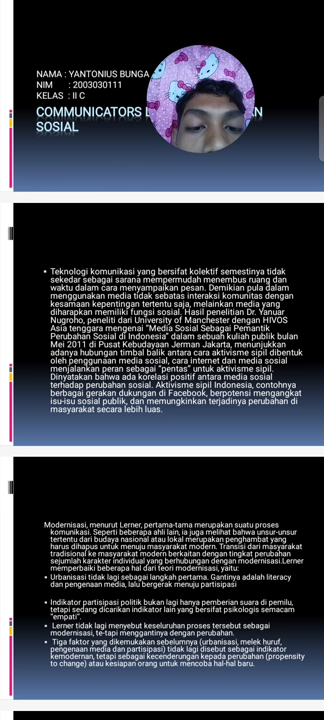 NAMA : YANTONIUS BUNGA
NIM : 2003030111
KELAS : II C
COMMUNICATORS
SOSIAL
Teknologi komunikasi yang bersifat kolektif semestinya tidak
sekedar sebagai sarana mempermudah menembus ruang dan
waktu dalam cara menyampaikan pesan. Demikian pula dalam
menggunakan media tidak sebatas interaksi komunitas dengan
kesamaan kepentingan tertentu saja, melainkan media yang
diharapkan memiliki fungsi sosial. Hasil penelitian Dr. Yanuar
Nugroho, peneliti dari University of Manchester dengan HIVOS
Asia tenggara mengenai "Media Sosial Sebagai Pemantik
Perubahan Sosial di Indonesia" dalam sebuah kuliah publik bulan
Mei 2011 di Pusat Kebudayaan Jerman Jakarta, menunjukkan
adanya hubungan timbal balik antara cara aktivisme sipil dibentuk
oleh penggunaan media sosial, cara internet dan media sosial
menjalankan peran sebagai "pentas" untuk aktivisme sipil.
Dinyatakan bahwa ada korelasi positif antara media sosial
terhadap perubahan sosial. Aktivisme sipil Indonesia, contohnya
berbagai gerakan dukungan di Facebook, berpotensi mengangkat
isu-isu sosial publik, dan memungkinkan terjadinya perubahan di
masyarakat secara lebih luas.
Modernisasi, menurut Lerner, pertama-tama merupakan suatu proses
komunikasi. Seperti beberapa ahli lain, ia juga melihat bahwa unsur-unsur
tertentu dari budaya nasional atau lokal merupakan penghambat yang
harus dihapus untuk menuju masyarakat modern. Transisi dari masyarakat
tradisional ke masyarakat modern berkaitan dengan tingkat perubahan
sejumlah karakter individual yang berhubungan dengan modernisasi.Lerner
memperbaiki beberapa hal dari teori modernisasi, yaitu:
Urbanisasi tidak lagi sebagai langkah pertama. Gantinya adalah literacy
dan pengenaan media, lalu bergerak menuju partisipasi
Indikator partisipasi politik bukan lagi hanya pemberian suara di pemilu,
tetapi sedang dicarikan indikator lain yang bersifat psikologis semacam
"empati".
Lerner tidak lagi menyebut keseluruhan proses tersebut sebagai
modernisasi, te-tapi menggantinya dengan perubahan.
Tiga faktor yang dikemukakan sebelumnya (urbanisasi, melek huruf,
pengenaan media dan partisipasi) tidak lagi disebut sebagai indikator
kemodernan, tetapi sebagai kecenderungan kepada perubahan (propensity
to change) atau kesiapan orang untuk mencoba hal-hal baru.